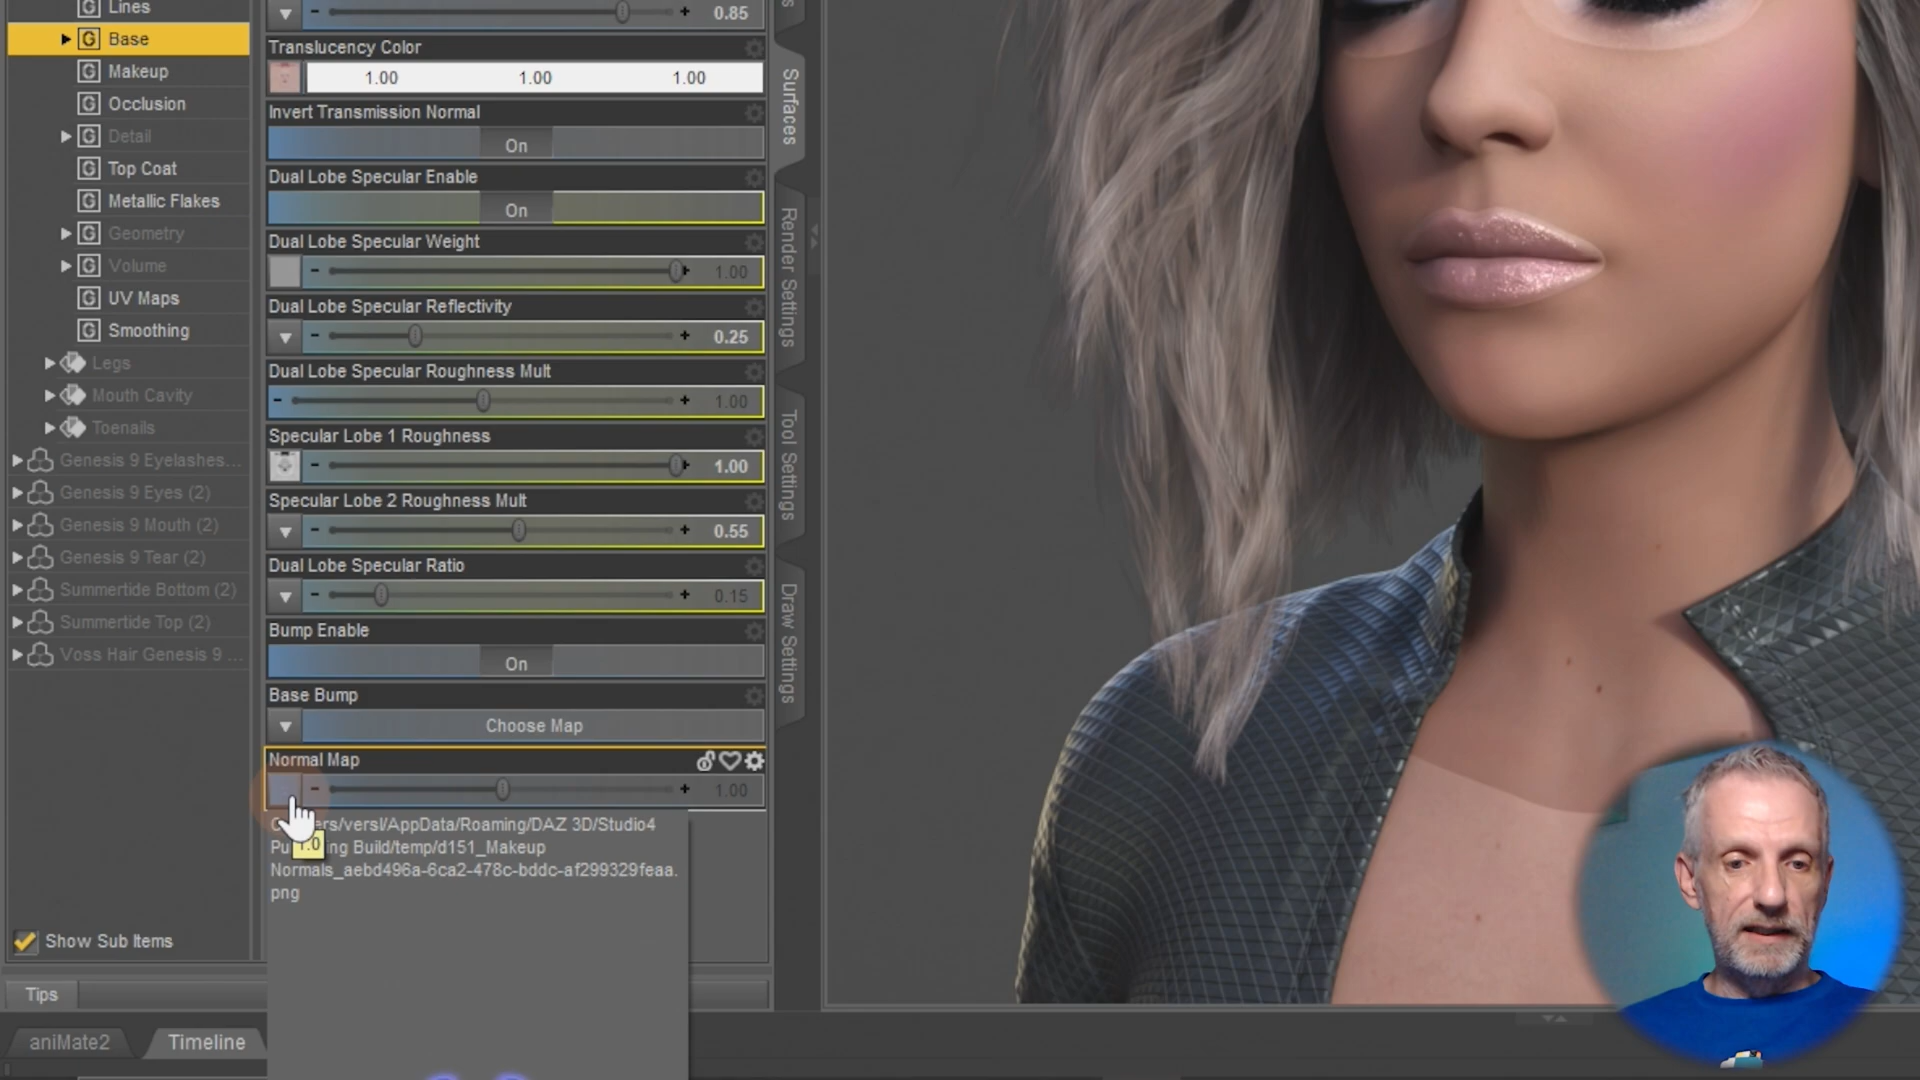 Lines
Base
Makeup
Occlusion
Detail
Top Coat
Metallic Flakes
Geometry
Volume
UV Maps
Smoothing
Legs
Mouth Cavity
Toenails
Genesis 9 Eyelashes...
Genesis 9 Eyes (2)
Genesis 9 Mouth (2)
Genesis 9 Tear (2)
Summertide Bottom (2)
Summertide Top (2)
Voss Hair Genesis 9 ...
Show Sub Items
Tips
aniMate2
Timeline
- + 0.85
Translucency Color
1.00 1.00 1.00
Invert Transmission Normal
On
Dual Lobe Specular Enable
On
Dual Lobe Specular Weight
- + 1.00
Dual Lobe Specular Reflectivity
- + 0.25
Dual Lobe Specular Roughness Mult
- + 1.00
Specular Lobe 1 Roughness
- + 1.00
Specular Lobe 2 Roughness Mult
- + 0.55
Dual Lobe Specular Ratio
- + 0.15
Bump Enable
On
Base Bump
Choose Map
Normal Map
- + 1.00
ers/versl/AppData/Roaming/DAZ 3D/Studio4
ng Build/temp/d151_Makeup
Normals_aebd496a-6ca2-478c-bddc-af299329feaa.
png
1.0
Surfaces
Render Settings
Tool Settings
Draw Settings